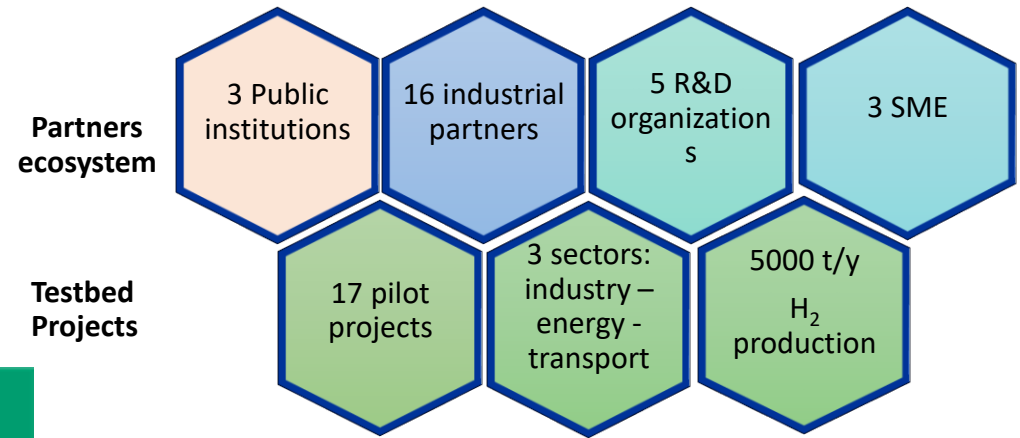 Partners
ecosystem
3 Public
institutions
16 industrial
partners
5 R&D
organization
s
3 SME
Testbed
Projects
17 pilot
projects
3 sectors:
industry –
energy -
transport
5000 t/y
H₂
production